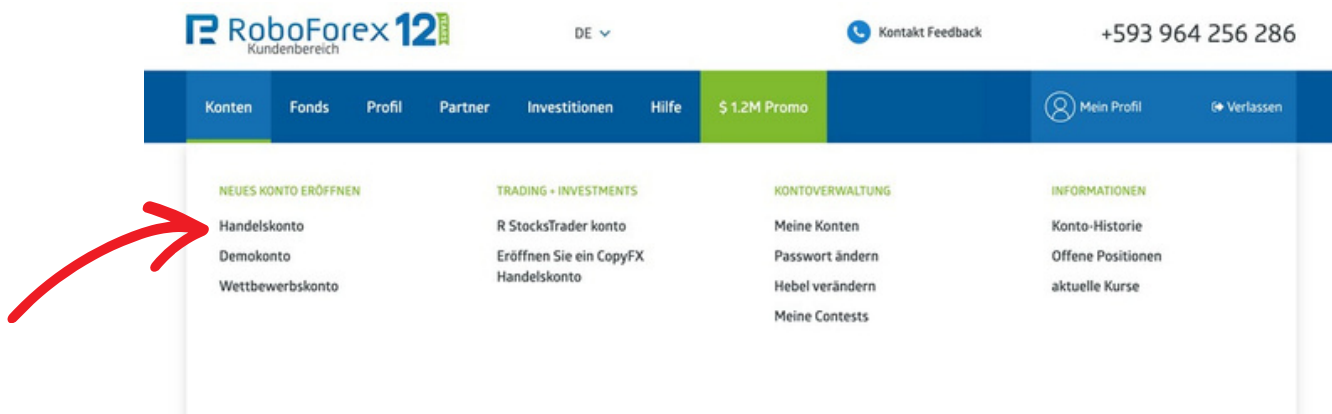 RoboForex 12 YEARS
Kundenbereich
DE
Kontakt Feedback
+593 964 256 286
Konten
Fonds
Profil
Partner
Investitionen
Hilfe
$ 1.2M Promo
Mein Profil
Verlassen
NEUES KONTO ERÖFFNEN
Handelskonto
Demokonto
Wettbewerbskonto
TRADING + INVESTMENTS
R StocksTrader konto
Eröffnen Sie ein CopyFX
Handelskonto
KONTOVERWALTUNG
Meine Konten
Passwort ändern
Hebel verändern
Meine Contests
INFORMATIONEN
Konto-Historie
Offene Positionen
aktuelle Kurse